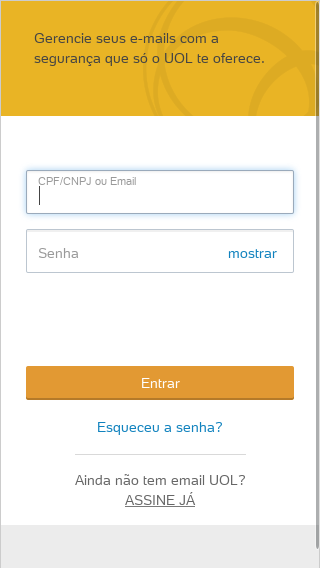 Gerencie seus e-mails com a
segurança que só o UOL te oferece.
CPF/CNPJ ou Email
Senha mostrar
Entrar
Esqueceu a senha?
Ainda não tem email UOL?
ASSINE JÁ